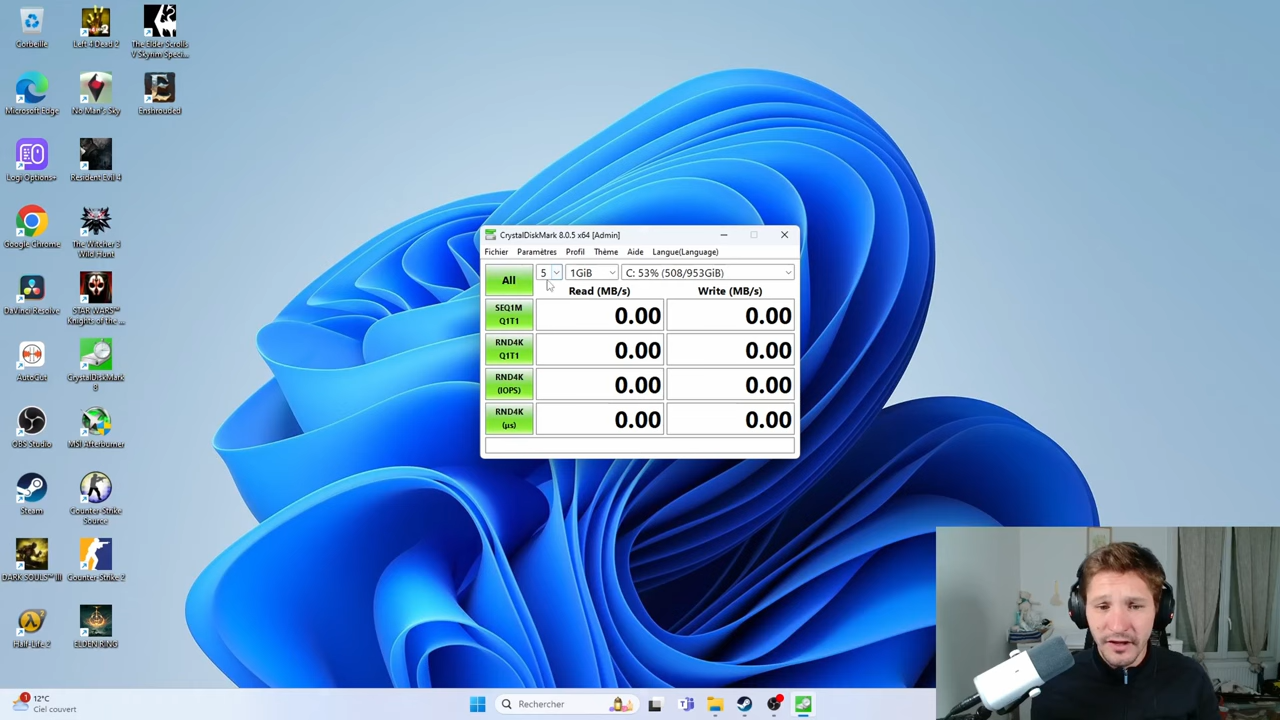 Corbeille
Left 4 Dead 2
The Elder Scrolls
V Skyrim Speci...
Microsoft Edge
No Man's Sky
Enshrouded
Logi Options+
Resident Evil 4
Google Chrome
The Witcher 3
Wild Hunt
DaVinci Resolve
STAR WARS™
Knights of the ...
AutoCut
CrystalDiskMark
8
OBS Studio
MSI Afterburner
Steam
Counter-Strike
Source
DARK SOULS™ III
Counter-Strike 2
Half-Life 2
ELDEN RING
CrystalDiskMark 8.0.5 x64 [Admin]
Fichier Paramètres Profil Thème Aide Langue(Language)
All 5 1GiB C: 53% (508/953GiB)
Read (MB/s) Write (MB/s)
SEQ1M
Q1T1
0.00 0.00
RND4K
Q1T1
0.00 0.00
RND4K
(IOPS)
0.00 0.00
RND4K
(µs)
0.00 0.00
1
12°C
Ciel couvert
Rechercher